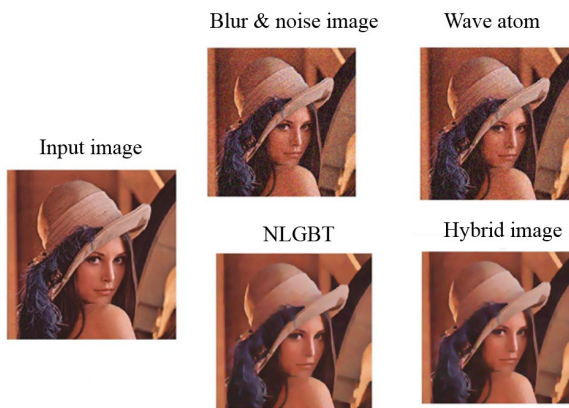 Blur & noise image
Wave atom
Input image
NLGBT
Hybrid image